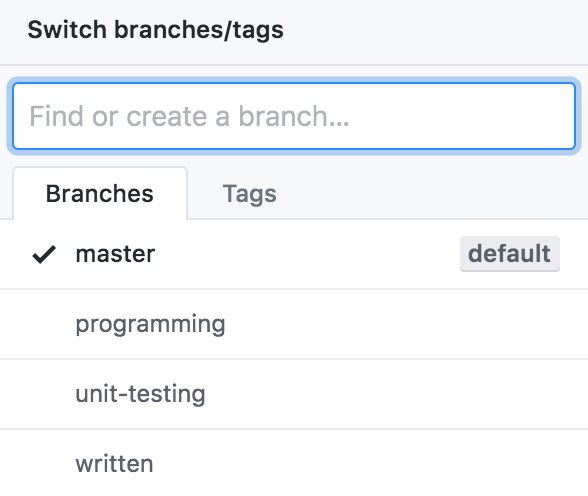 Switch branches/tags
Find or create a branch...
Branches Tags
master default
programming
unit-testing
written